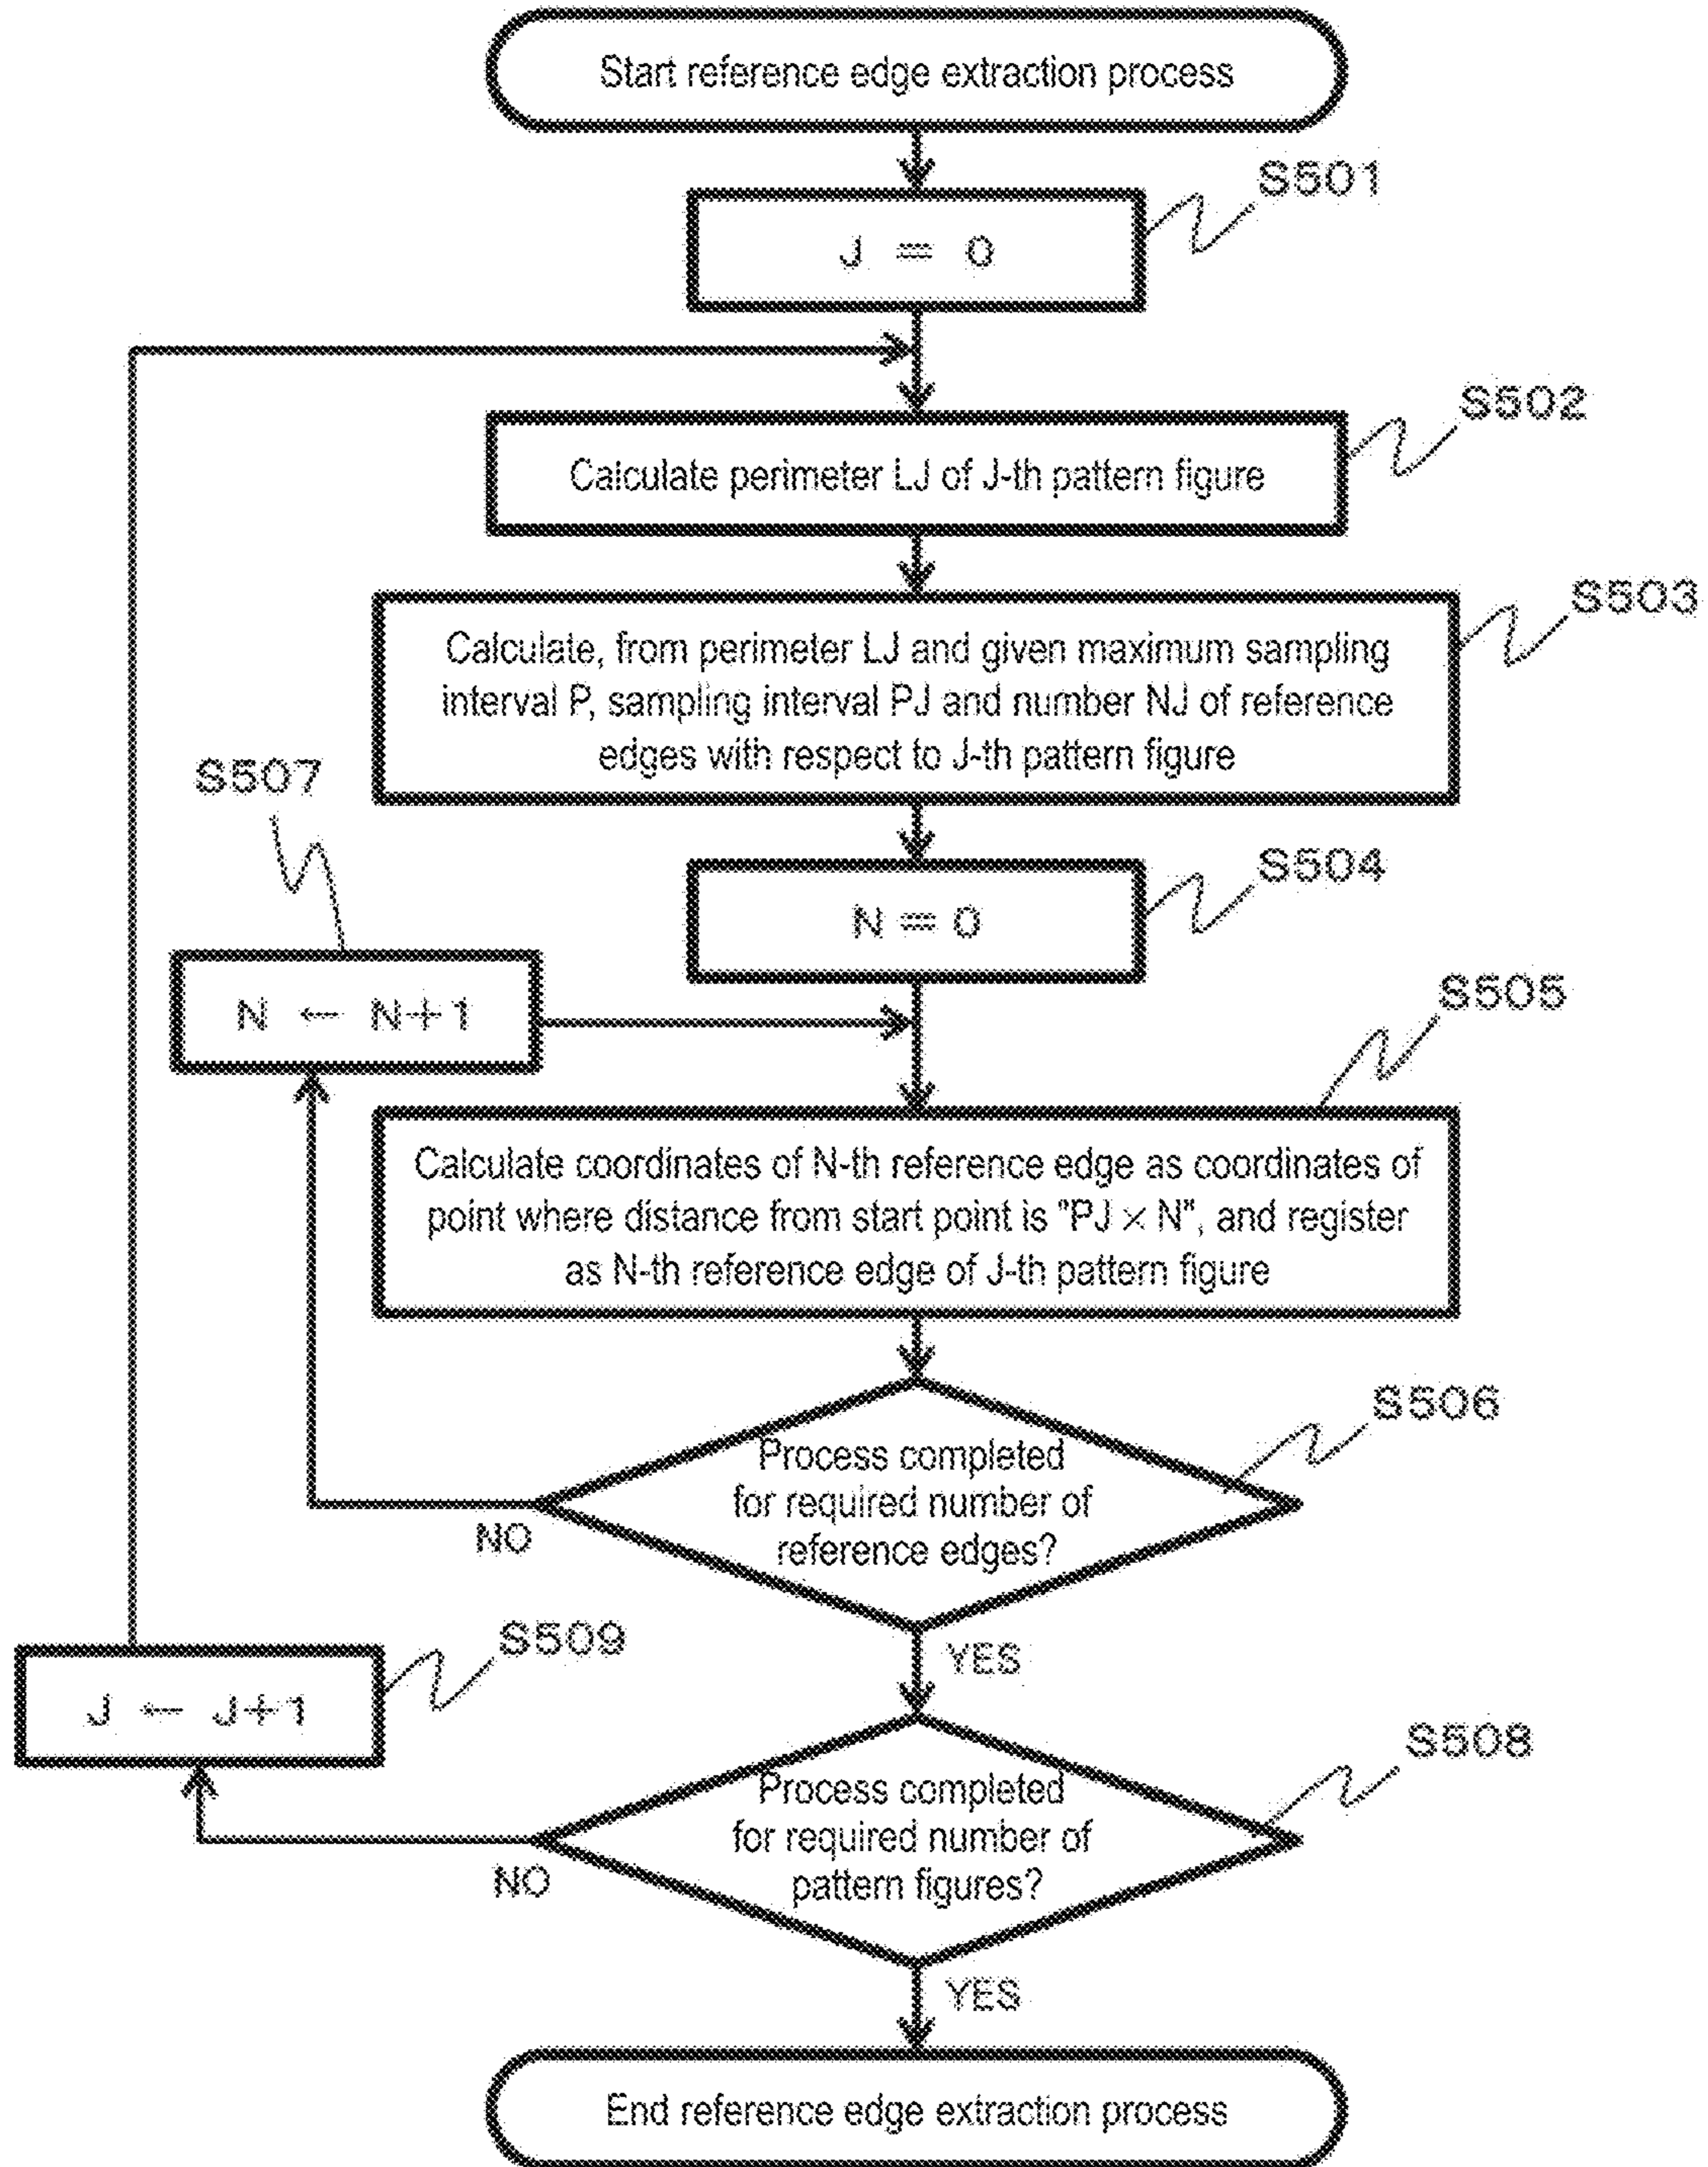 Start reference edge extraction process
S501
J = 0
S502
Calculate perimeter LJ of J-th pattern figure
S503
Calculate, from perimeter LJ and given maximum sampling
interval P, sampling interval PJ and number NJ of reference
edges with respect to J-th pattern figure
S507
S504
N = 0
N ← N+1
S505
Calculate coordinates of N-th reference edge as coordinates of
point where distance from start point is "PJ × N", and register
as N-th reference edge of J-th pattern figure
S506
Process completed
for required number of
reference edges?
NO
YES
S509
J ← J+1
S508
Process completed
for required number of
pattern figures?
NO
YES
End reference edge extraction process